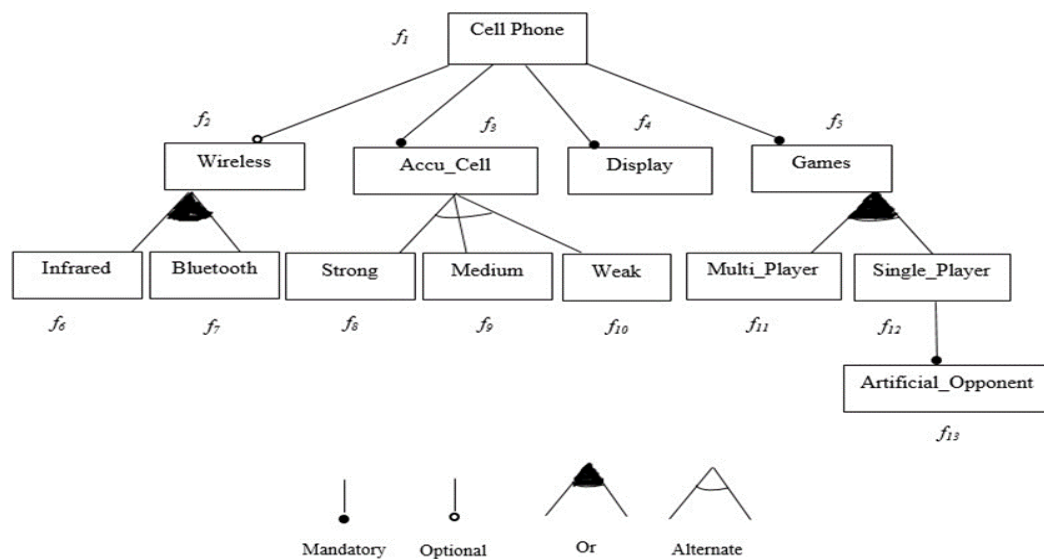 Cell Phone
f1
f2
f3
f4
f5
Wireless
Accu_Cell
Display
Games
Infrared
Bluetooth
Strong
Medium
Weak
Multi_Player
Single_Player
f6
f7
f8
f9
f10
f11
f12
Artificial_Opponent
f13
Mandatory
Optional
Or
Alternate